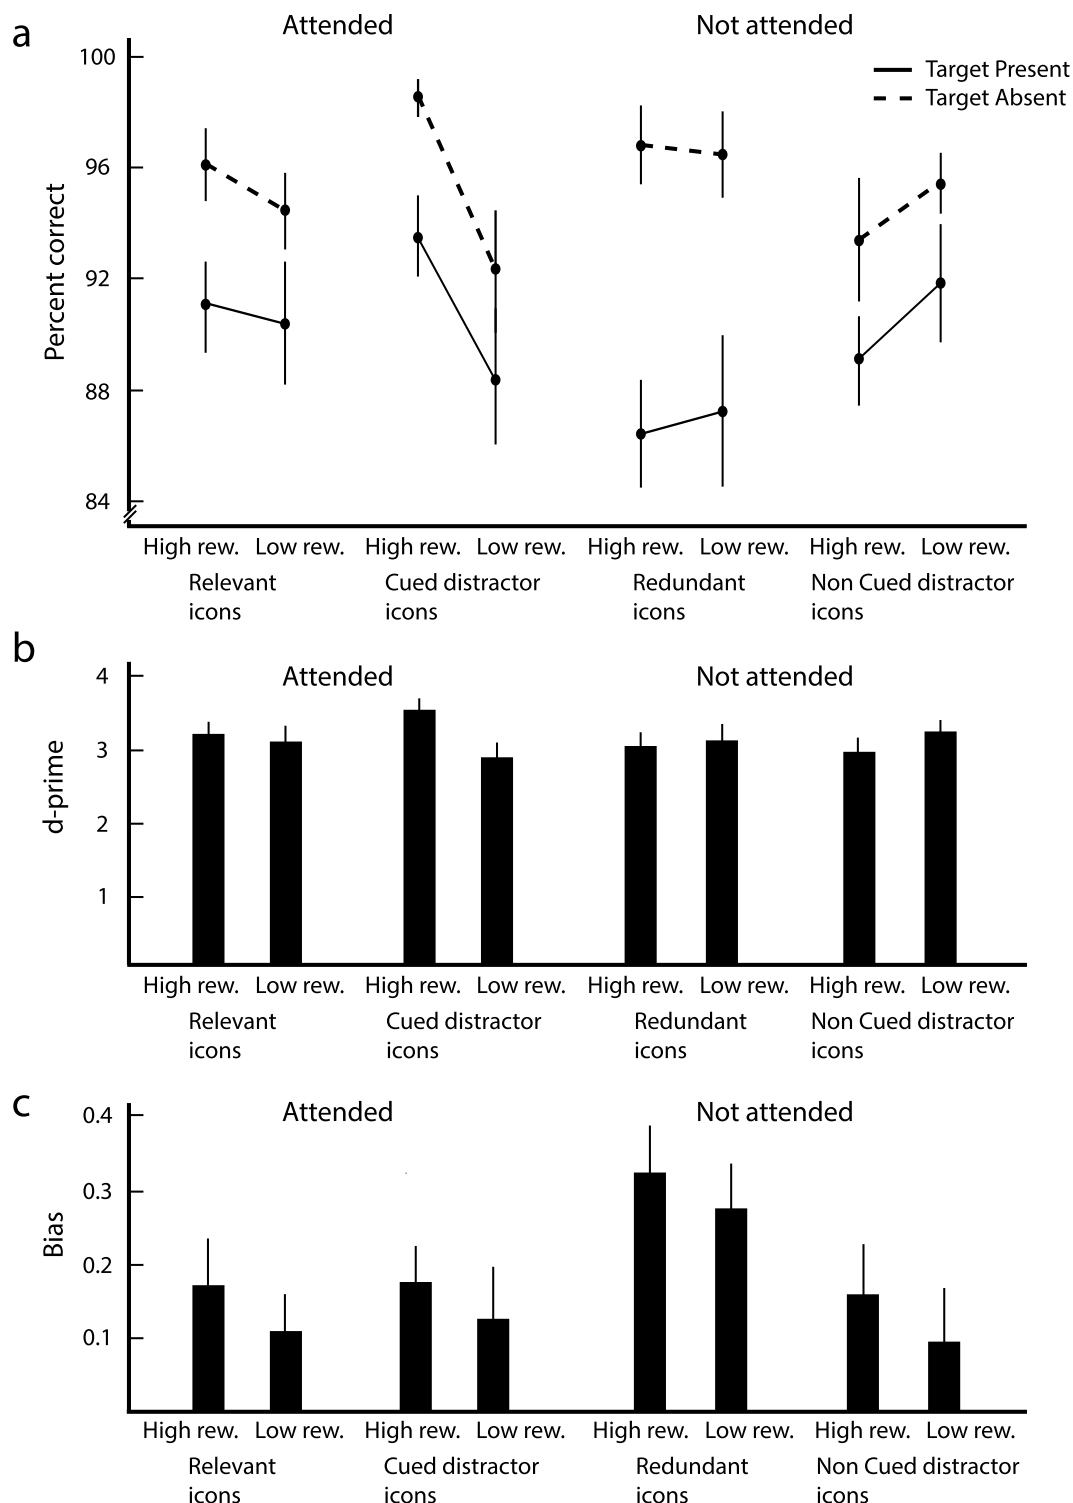 a
Attended
Not attended
100
96
92
88
84
Percent correct
Target Present
Target Absent
High rew. Low rew. High rew. Low rew. High rew. Low rew. High rew. Low rew.
Relevant Cued distractor Redundant Non Cued distractor
icons icons icons icons
b
Attended
Not attended
4
3
2
1
d-prime
High rew. Low rew. High rew. Low rew. High rew. Low rew. High rew. Low rew.
Relevant Cued distractor Redundant Non Cued distractor
icons icons icons icons
c
Attended
Not attended
0.4
0.3
0.2
0.1
Bias
High rew. Low rew. High rew. Low rew. High rew. Low rew. High rew. Low rew.
Relevant Cued distractor Redundant Non Cued distractor
icons icons icons icons